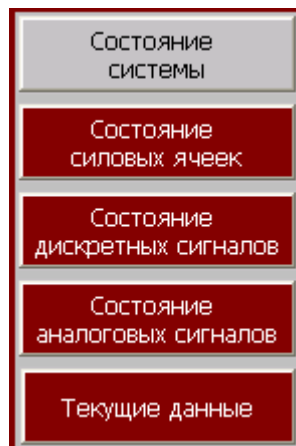 Состояние
системы
Состояние
силовых ячеек
Состояние
дискретных сигналов
Состояние
аналоговых сигналов
Текущие данные